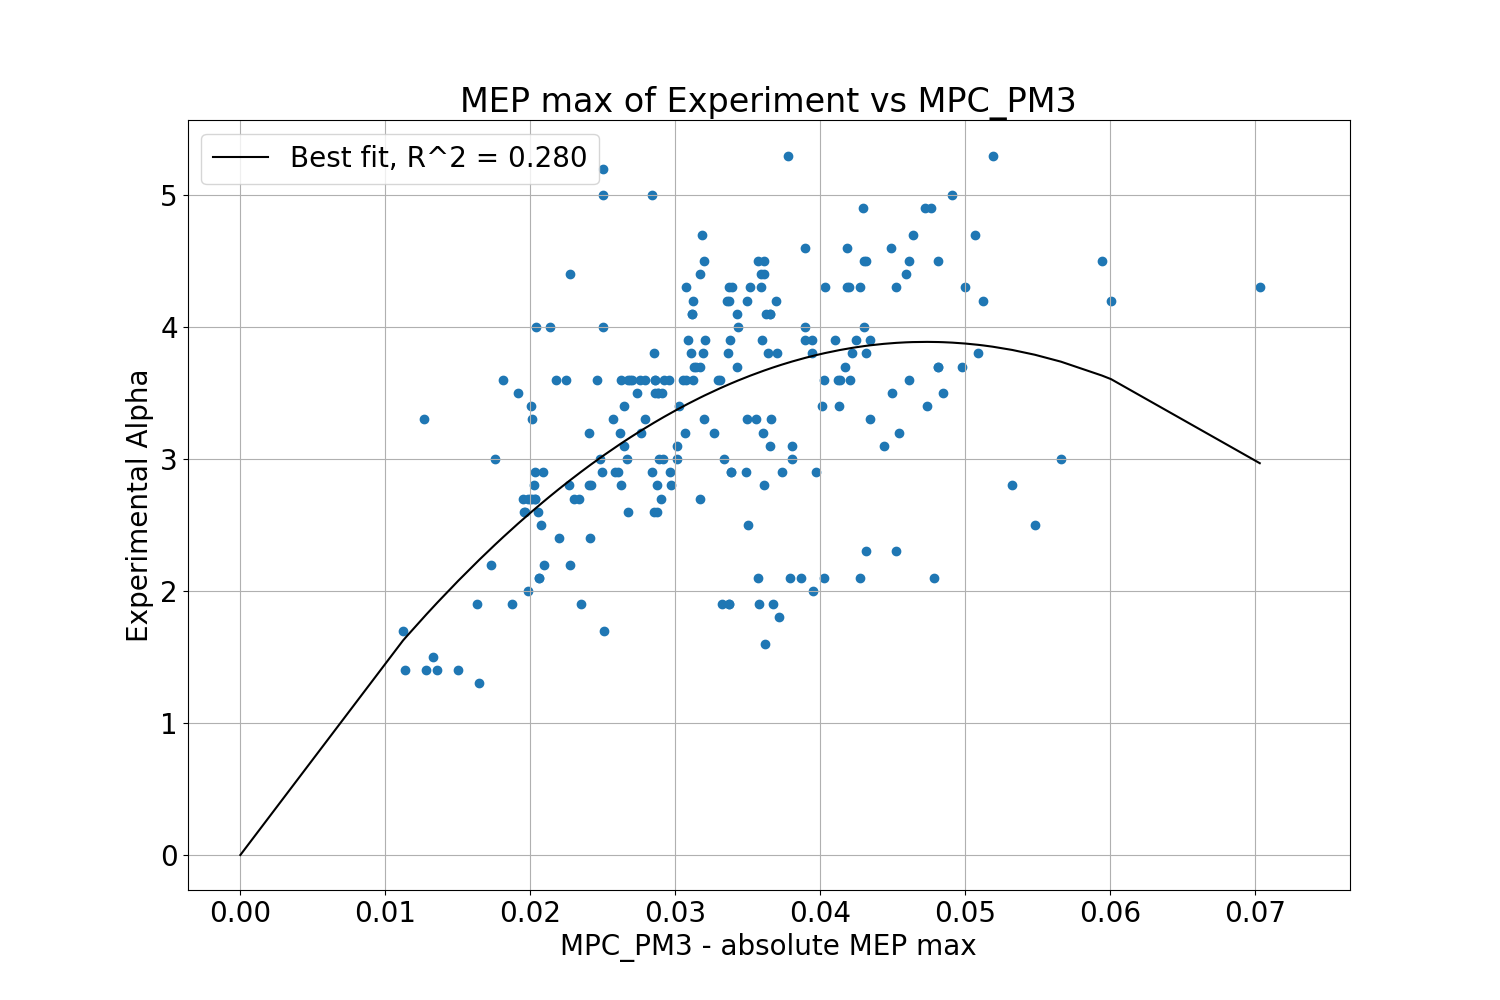 MEP max of Experiment vs MPC_PM3
Best fit, R^2 = 0.280
Experimental Alpha
5
4
3
2
1
0
0.00 0.01 0.02 0.03 0.04 0.05 0.06 0.07
MPC_PM3 - absolute MEP max